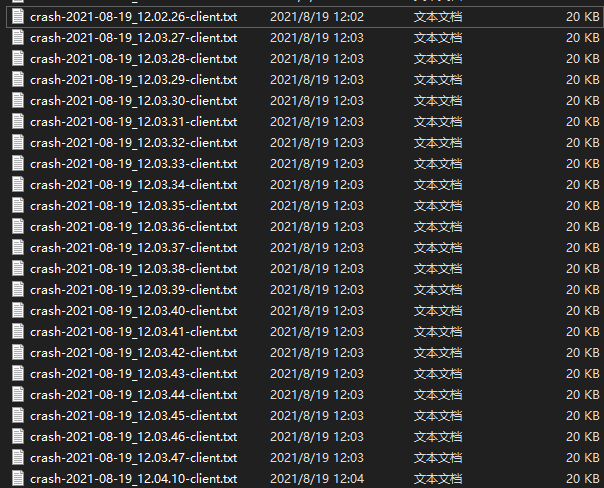 crash-2021-08-19_12.02.26-client.txt 2021/8/19 12:02 文本文档 20 KB
crash-2021-08-19_12.03.27-client.txt 2021/8/19 12:03 文本文档 20 KB
crash-2021-08-19_12.03.28-client.txt 2021/8/19 12:03 文本文档 20 KB
crash-2021-08-19_12.03.29-client.txt 2021/8/19 12:03 文本文档 20 KB
crash-2021-08-19_12.03.30-client.txt 2021/8/19 12:03 文本文档 20 KB
crash-2021-08-19_12.03.31-client.txt 2021/8/19 12:03 文本文档 20 KB
crash-2021-08-19_12.03.32-client.txt 2021/8/19 12:03 文本文档 20 KB
crash-2021-08-19_12.03.33-client.txt 2021/8/19 12:03 文本文档 20 KB
crash-2021-08-19_12.03.34-client.txt 2021/8/19 12:03 文本文档 20 KB
crash-2021-08-19_12.03.35-client.txt 2021/8/19 12:03 文本文档 20 KB
crash-2021-08-19_12.03.36-client.txt 2021/8/19 12:03 文本文档 20 KB
crash-2021-08-19_12.03.37-client.txt 2021/8/19 12:03 文本文档 20 KB
crash-2021-08-19_12.03.38-client.txt 2021/8/19 12:03 文本文档 20 KB
crash-2021-08-19_12.03.39-client.txt 2021/8/19 12:03 文本文档 20 KB
crash-2021-08-19_12.03.40-client.txt 2021/8/19 12:03 文本文档 20 KB
crash-2021-08-19_12.03.41-client.txt 2021/8/19 12:03 文本文档 20 KB
crash-2021-08-19_12.03.42-client.txt 2021/8/19 12:03 文本文档 20 KB
crash-2021-08-19_12.03.43-client.txt 2021/8/19 12:03 文本文档 20 KB
crash-2021-08-19_12.03.44-client.txt 2021/8/19 12:03 文本文档 20 KB
crash-2021-08-19_12.03.45-client.txt 2021/8/19 12:03 文本文档 20 KB
crash-2021-08-19_12.03.46-client.txt 2021/8/19 12:03 文本文档 20 KB
crash-2021-08-19_12.03.47-client.txt 2021/8/19 12:03 文本文档 20 KB
crash-2021-08-19_12.04.10-client.txt 2021/8/19 12:04 文本文档 20 KB